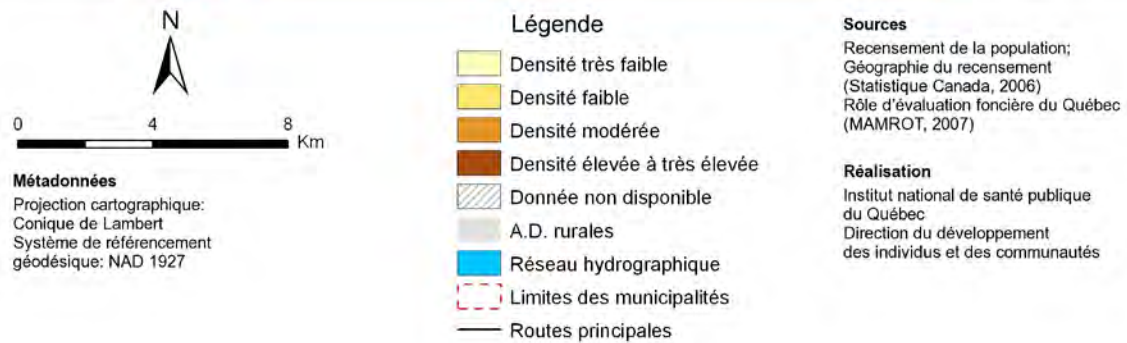 N
0 4 8
Km
Métadonnées
Projection cartographique:
Conique de Lambert
Système de référencement
géodésique: NAD 1927
Légende
Densité très faible
Densité faible
Densité modérée
Densité élevée à très élevée
Donnée non disponible
A.D. rurales
Réseau hydrographique
Limites des municipalités
Routes principales
Sources
Recensement de la population;
Géographie du recensement
(Statistique Canada, 2006)
Rôle d'évaluation foncière du Québec
(MAMROT, 2007)
Réalisation
Institut national de santé publique
du Québec
Direction du développement
des individus et des communautés